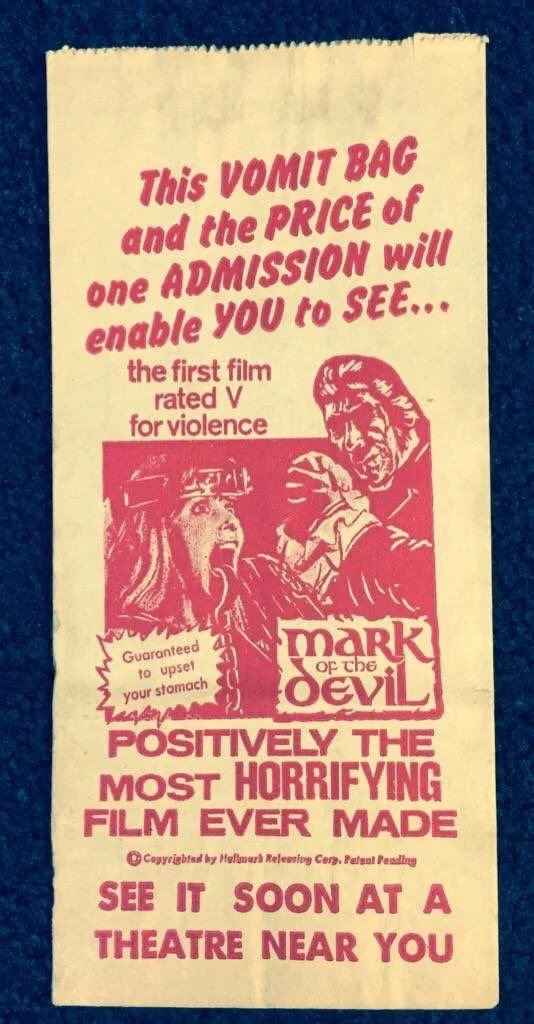 This VOMIT BAG
and the PRICE of
one ADMISSION will
enable YOU to SEE...
the first film
rated V
for violence
Guaranteed
to upset
your stomach
mark
of the
devil
POSITIVELY THE
MOST HORRIFYING
FILM EVER MADE
© Copyrighted by Hallmark Releasing Corp. Patent Pending
SEE IT SOON AT A
THEATRE NEAR YOU